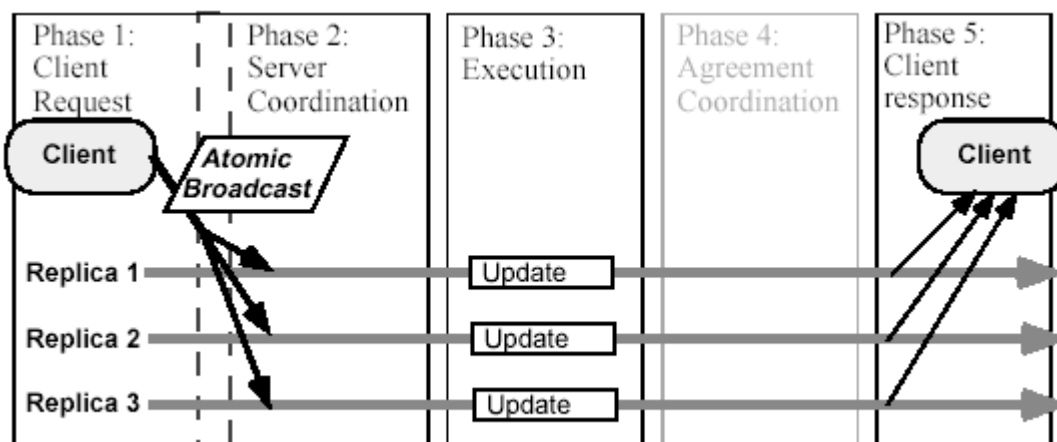 Phase 1:
Client
Request
Phase 2:
Server
Coordination
Phase 3:
Execution
Phase 4:
Agreement
Coordination
Phase 5:
Client
response
Client
Atomic
Broadcast
Client
Replica 1
Update
Replica 2
Update
Replica 3
Update